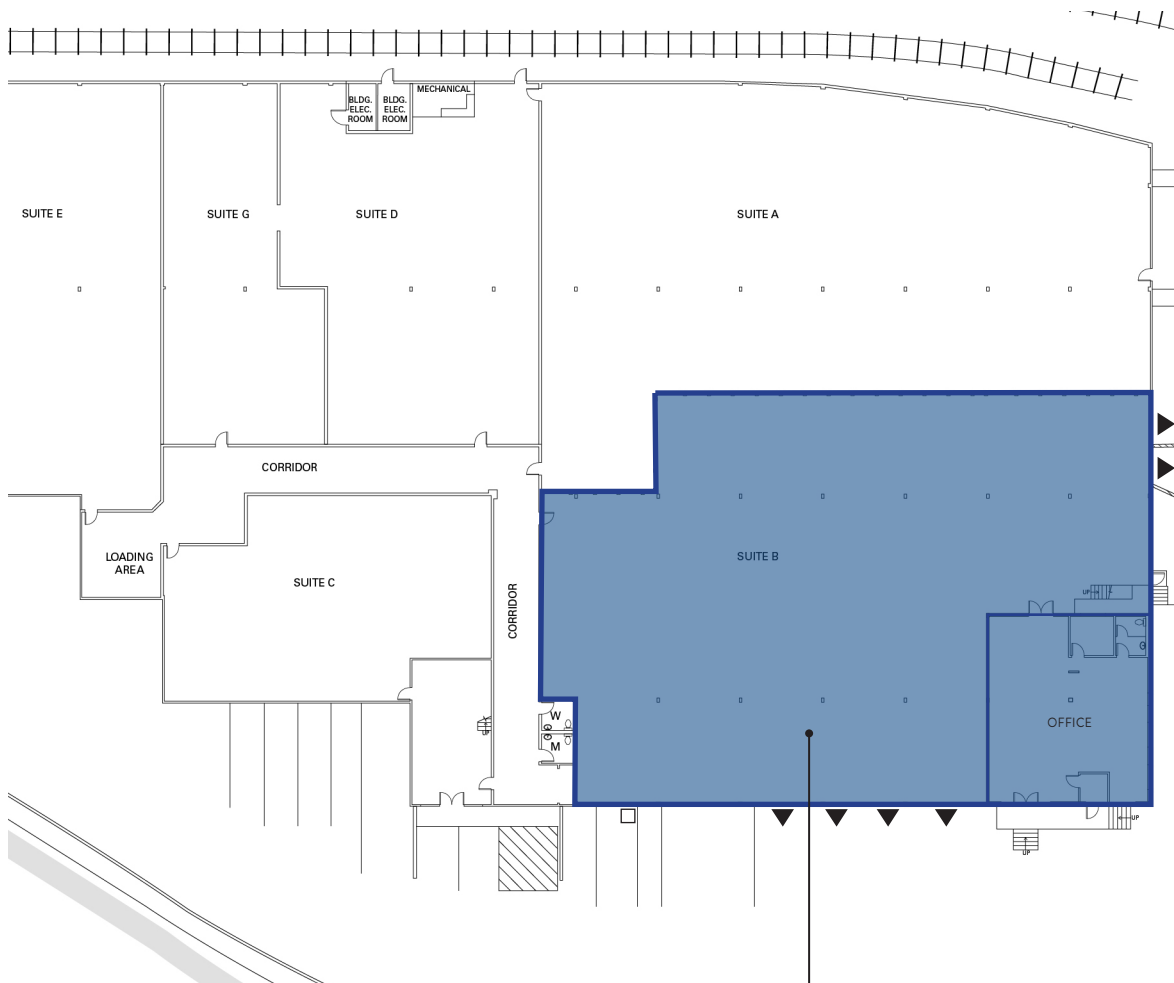 MECHANICAL
BLDG.
ELEC.
ROOM
BLDG.
ELEC.
ROOM
SUITE E
SUITE G
SUITE D
SUITE A
CORRIDOR
LOADING
AREA
SUITE C
CORRIDOR
SUITE B
UP
W
M
OFFICE
UP
UP